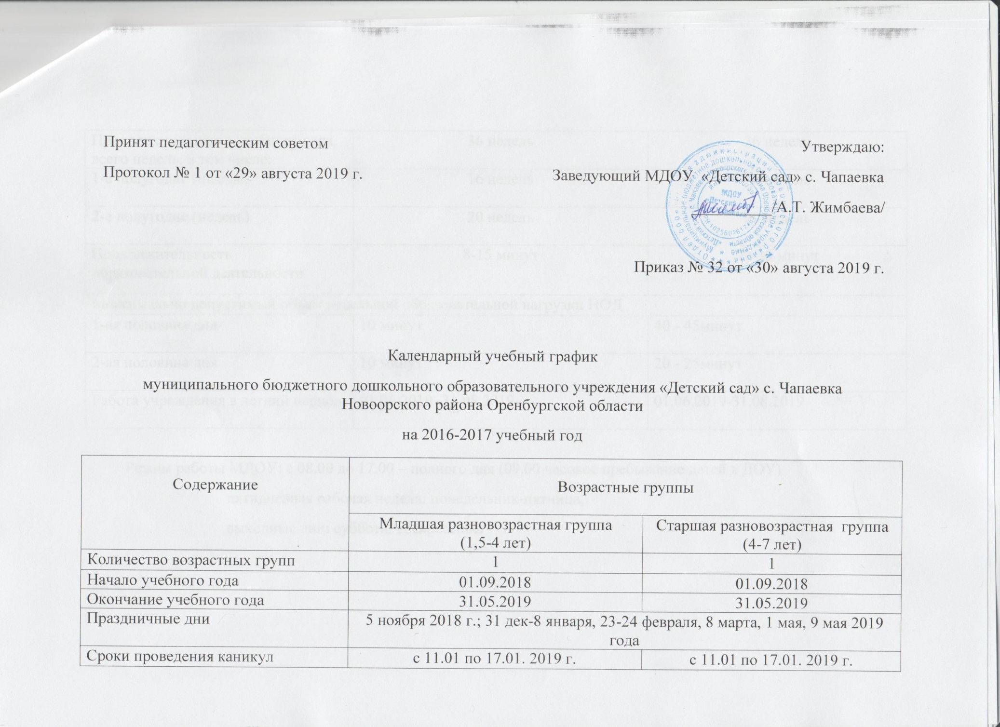 Принят педагогическим советом
Утверждаю:
Протокол № 1 от «29» августа 2019 г.
Заведующий МДОУ «Детский сад» с. Чапаевка
/А.Т. Жимбаева/
Приказ № 32 от «30» августа 2019 г.
Календарный учебный график
муниципального бюджетного дошкольного образовательного учреждения «Детский сад» с. Чапаевка
Новоорского района Оренбургской области
на 2016-2017 учебный год
Содержание
Возрастные группы
Младшая разновозрастная группа
(1,5-4 лет)
Старшая разновозрастная группа
(4-7 лет)
Количество возрастных групп 1 1
Начало учебного года 01.09.2018 01.09.2018
Окончание учебного года 31.05.2019 31.05.2019
Праздничные дни 5 ноября 2018 г.; 31 дек-8 января, 23-24 февраля, 8 марта, 1 мая, 9 мая 2019
года
Сроки проведения каникул с 11.01 по 17.01. 2019 г. с 11.01 по 17.01. 2019 г.